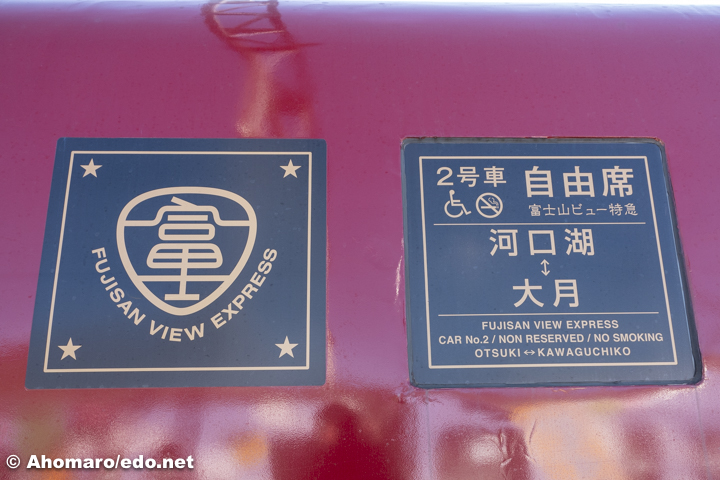 富士
FUJISAN VIEW EXPRESS
2号車 自由席
富士山ビュー特急
河口湖
↕
大月
FUJISAN VIEW EXPRESS
CAR No.2 / NON RESERVED / NO SMOKING
OTSUKI ↔ KAWAGUCHIKO
© Ahomaro/edo.net